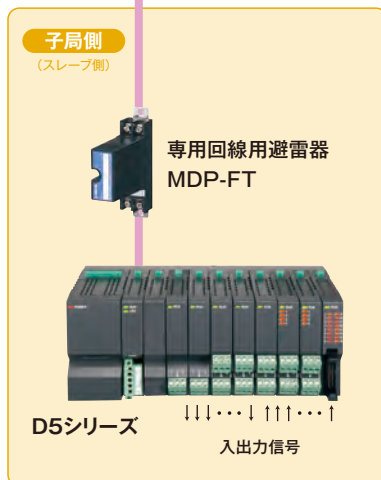 子局側
（スレーブ側）
専用回線用避雷器
MDP-FT
D5シリーズ
↓↓↓・・・↓ ↑↑↑・・・↑
入出力信号